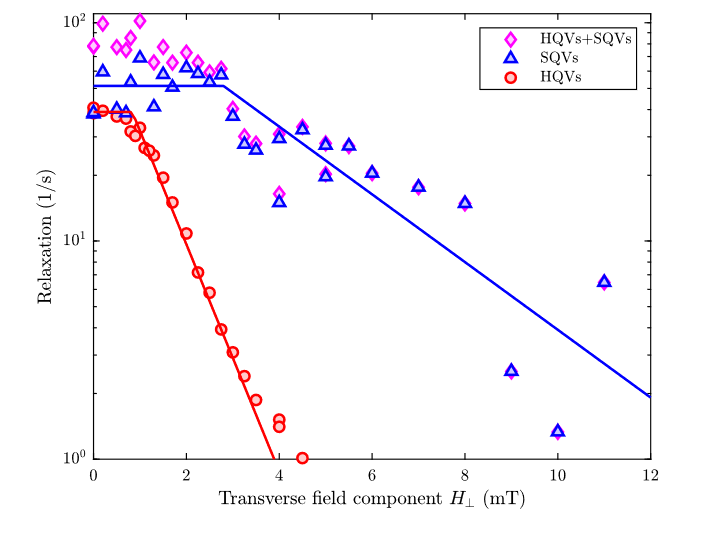 HQVs+SQVs
SQVs
HQVs
10²
10¹
10⁰
Relaxation (1/s)
0 2 4 6 8 10 12
Transverse field component H⊥ (mT)